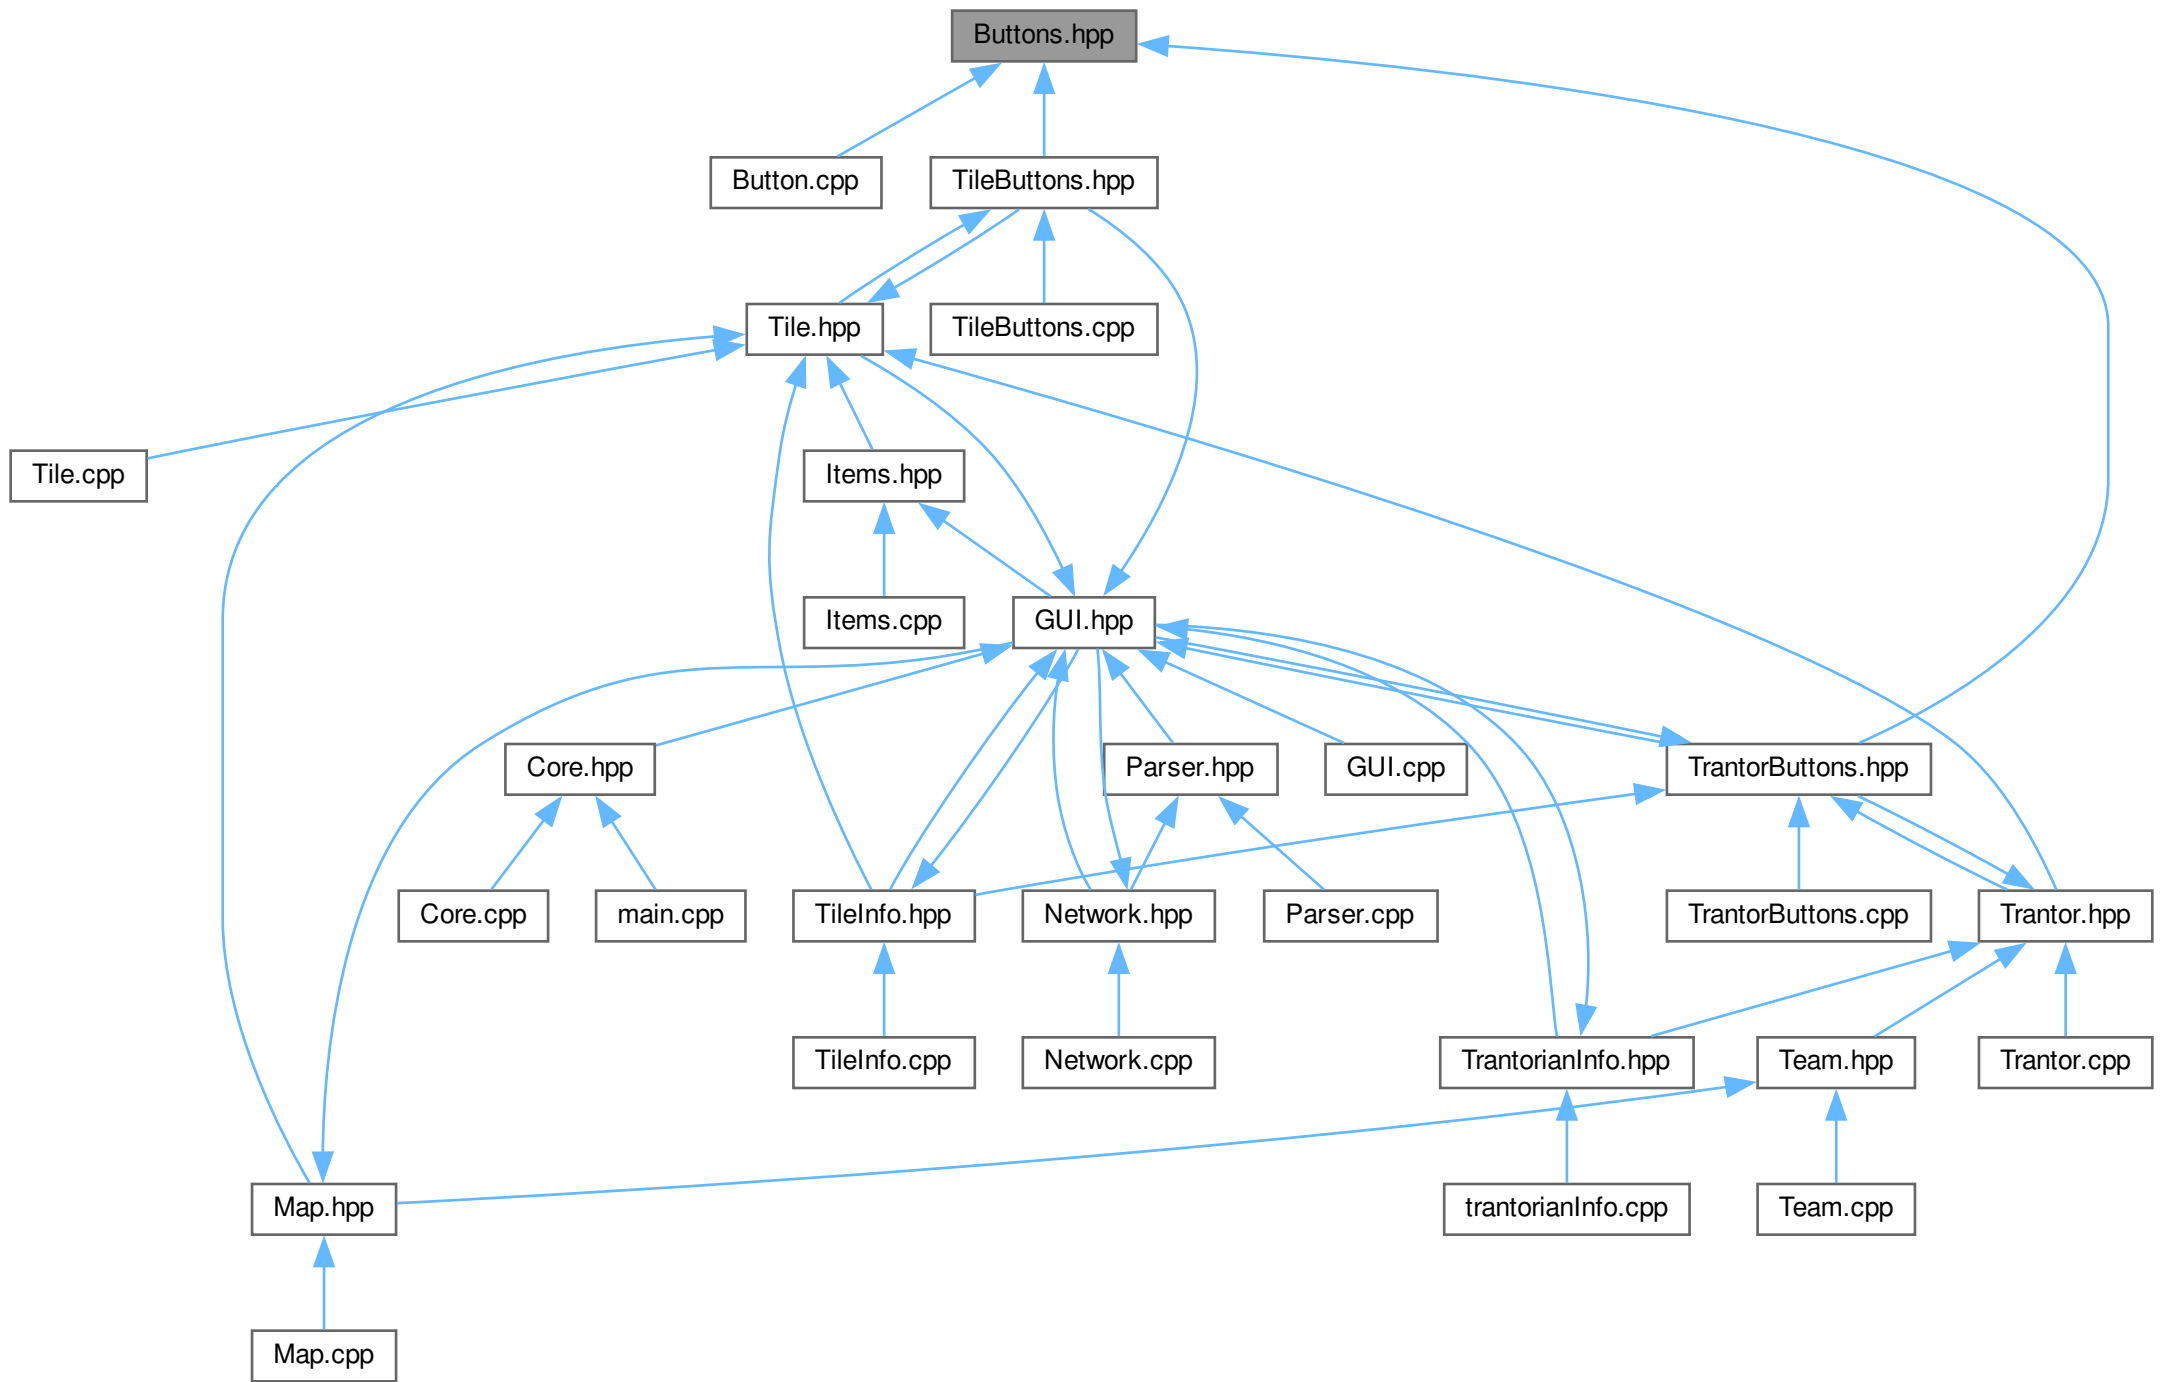 Buttons.hpp
Button.cpp
TileButtons.hpp
Tile.hpp
TileButtons.cpp
Tile.cpp
Items.hpp
Items.cpp
GUI.hpp
Core.hpp
Parser.hpp
GUI.cpp
TrantorButtons.hpp
Core.cpp
main.cpp
TileInfo.hpp
Network.hpp
Parser.cpp
TrantorButtons.cpp
Trantor.hpp
TileInfo.cpp
Network.cpp
TrantorianInfo.hpp
Team.hpp
Trantor.cpp
Map.hpp
trantorianInfo.cpp
Team.cpp
Map.cpp